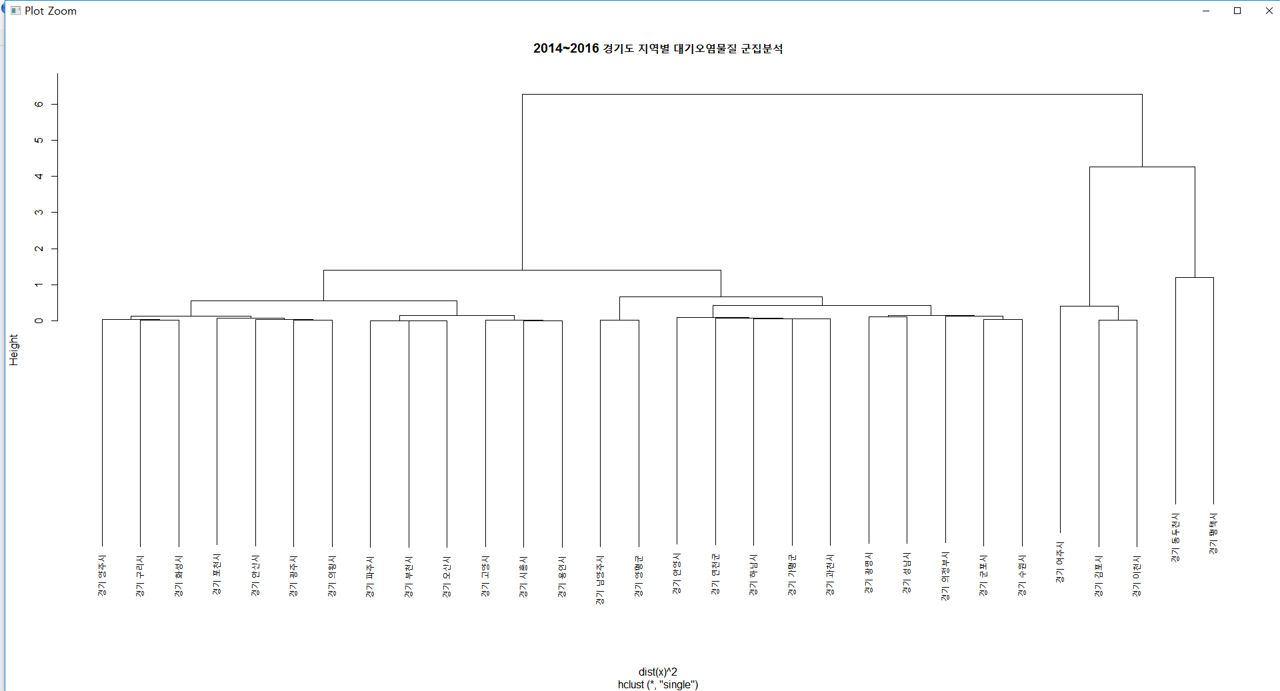 Plot Zoom
2014~2016 경기도 지역별 대기오염물질 군집분석
6
5
4
3
2
1
0
Height
경기 양주시
경기 구리시
경기 화성시
경기 포천시
경기 안산시
경기 광주시
경기 의왕시
경기 파주시
경기 부천시
경기 오산시
경기 고양시
경기 시흥시
경기 용인시
경기 남양주시
경기 양평군
경기 안양시
경기 연천군
경기 하남시
경기 가평군
경기 과천시
경기 광명시
경기 성남시
경기 의정부시
경기 군포시
경기 수원시
경기 여주시
경기 김포시
경기 이천시
경기 동두천시
경기 평택시
dist(x)^2
hclust (*, "single")